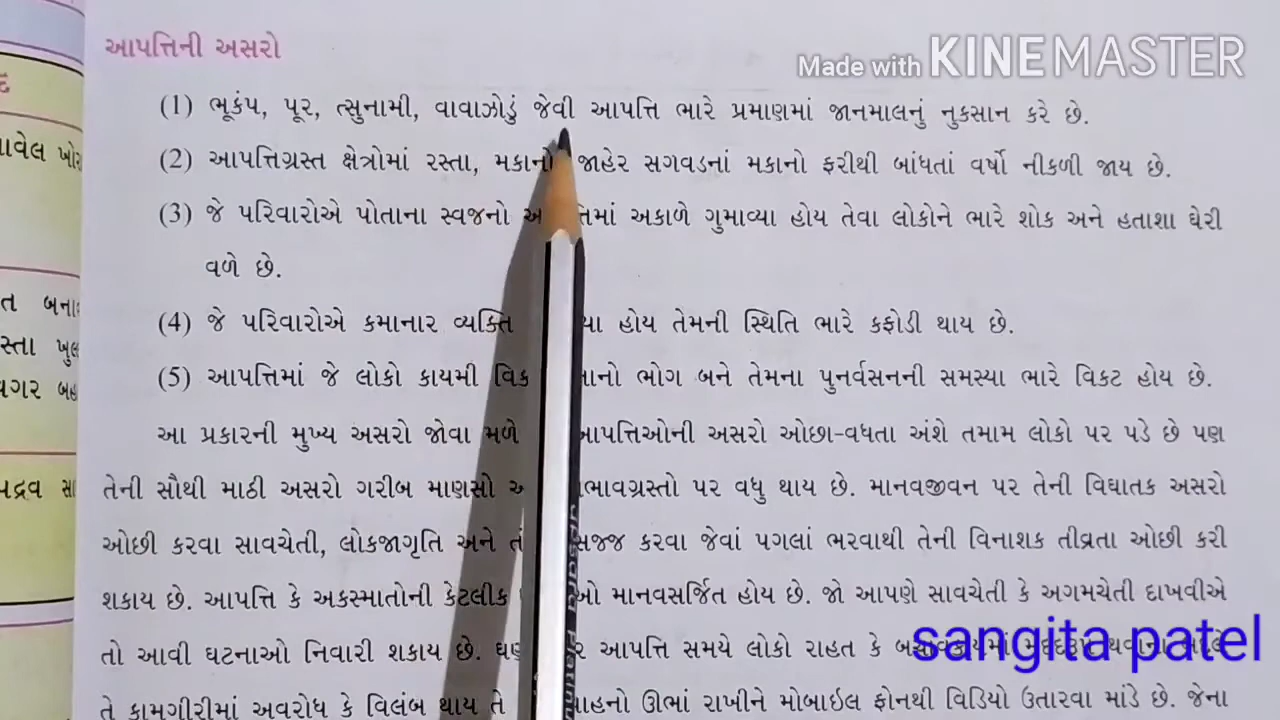 આપત્તિની અસરો
Made with KINEMASTER
(1) ભૂકંપ, પૂર, ત્સુનામી, વાવાઝોડું જેવી આપત્તિ ભારે પ્રમાણમાં જાનમાલનું નુકસાન કરે છે.
(2) આપત્તિગ્રસ્ત ક્ષેત્રોમાં રસ્તા, મકાનો જાહેર સગવડનાં મકાનો ફરીથી બાંધતાં વર્ષો નીકળી જાય છે.
(3) જે પરિવારોએ પોતાના સ્વજનો અકાળે ગુમાવ્યા હોય તેવા લોકોને ભારે શોક અને હતાશા ઘેરી
વળે છે.
(4) જે પરિવારોએ કમાનાર વ્યક્તિ હોય તેમની સ્થિતિ ભારે કફોડી થાય છે.
(5) આપત્તિમાં જે લોકો કાયમી ભોગ બને તેમના પુનર્વસનની સમસ્યા ભારે વિકટ હોય છે.
આ પ્રકારની મુખ્ય અસરો જોવા મળે આપત્તિઓની અસરો ઓછા-વધતા અંશે તમામ લોકો પર પડે છે પણ
તેની સૌથી માઠી અસરો ગરીબ માણસો પર વધુ થાય છે. માનવજીવન પર તેની વિઘાતક અસરો
ઓછી કરવા સાવચેતી, લોકજાગૃતિ અને સજ્જ કરવા જેવાં પગલાં ભરવાથી તેની વિનાશક તીવ્રતા ઓછી કરી
શકાય છે. આપત્તિ કે અકસ્માતોની કેટલીક માનવસર્જિત હોય છે. જો આપણે સાવચેતી કે અગમચેતી દાખવીએ
તો આવી ઘટનાઓ નિવારી શકાય છે. આપત્તિ સમયે લોકો રાહત કે
sangita patel
તે કામગીરીમાં અવરોધ કે વિલંબ થાય તે ઊભાં રાખીને મોબાઇલ ફોનથી વિડિયો ઉતારવા માંડે છે. જેના